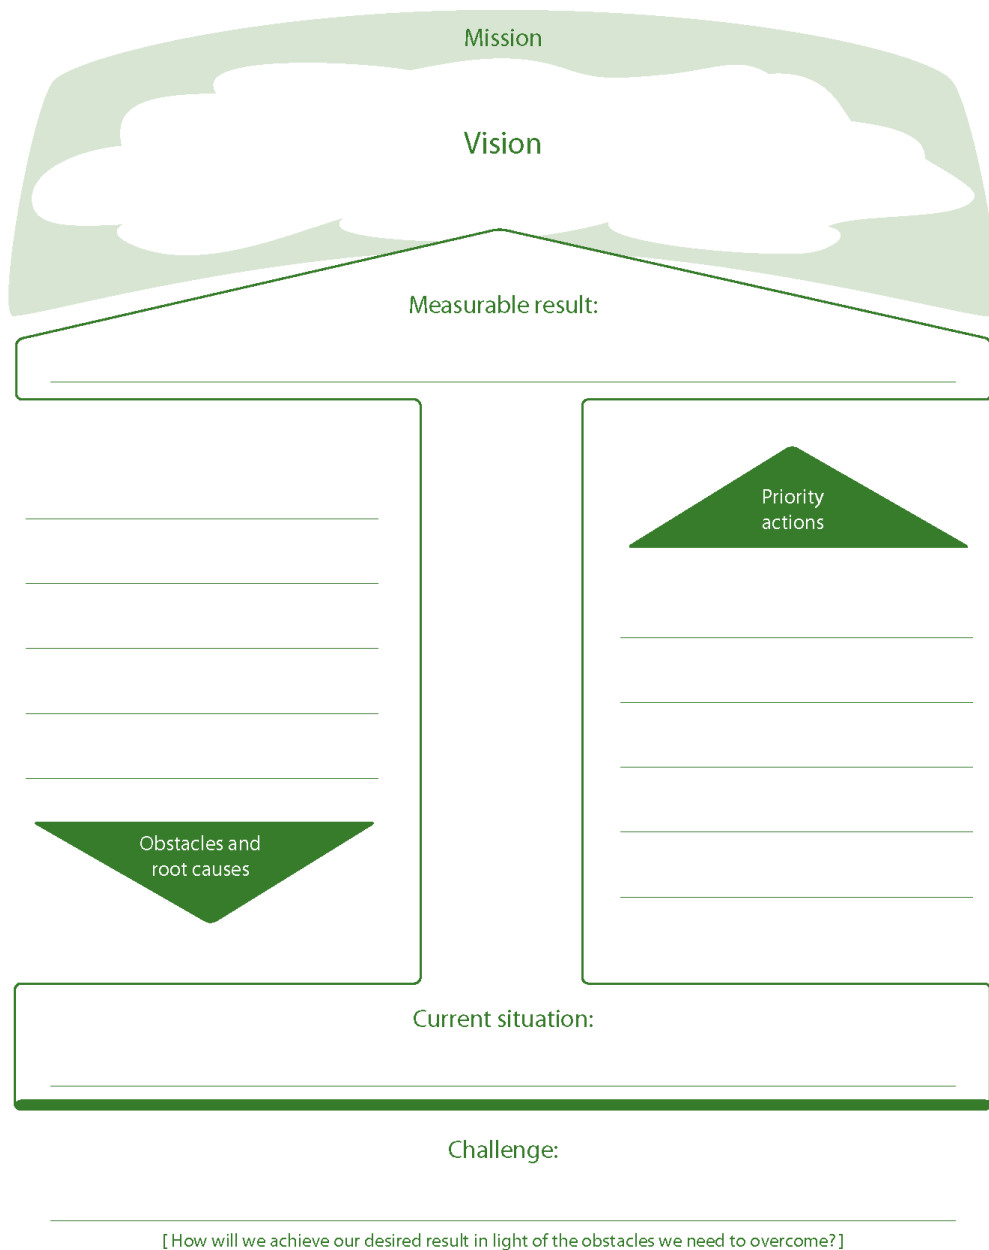 Mission
Vision
Measurable result:
Priority
actions
Obstacles and
root causes
Current situation:
Challenge:
[ How will we achieve our desired result in light of the obstacles we need to overcome? ]